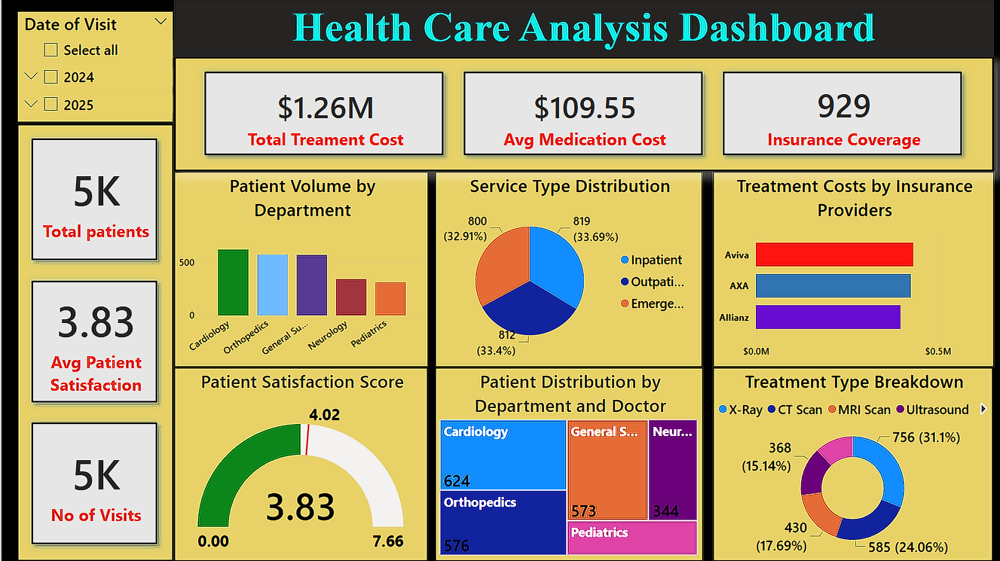 Date of Visit
Select all
2024
2025
Health Care Analysis Dashboard
$1.26M
Total Treament Cost
$109.55
Avg Medication Cost
929
Insurance Coverage
5K
Total patients
3.83
Avg Patient
Satisfaction
5K
No of Visits
Patient Volume by
Department
500
0
Cardiology
Orthopedics
General Su...
Neurology
Pediatrics
Service Type Distribution
800
(32.91%)
819
(33.69%)
812
(33.4%)
Inpatient
Outpati...
Emerge...
Treatment Costs by Insurance
Providers
Aviva
AXA
Allianz
$0.0M
$0.5M
Patient Satisfaction Score
4.02
3.83
0.00
7.66
Patient Distribution by
Department and Doctor
Cardiology
624
Orthopedics
576
General S...
573
Neur...
344
Pediatrics
Treatment Type Breakdown
X-Ray
CT Scan
MRI Scan
Ultrasound
756 (31.1%)
368
(15.14%)
430
(17.69%)
585 (24.06%)